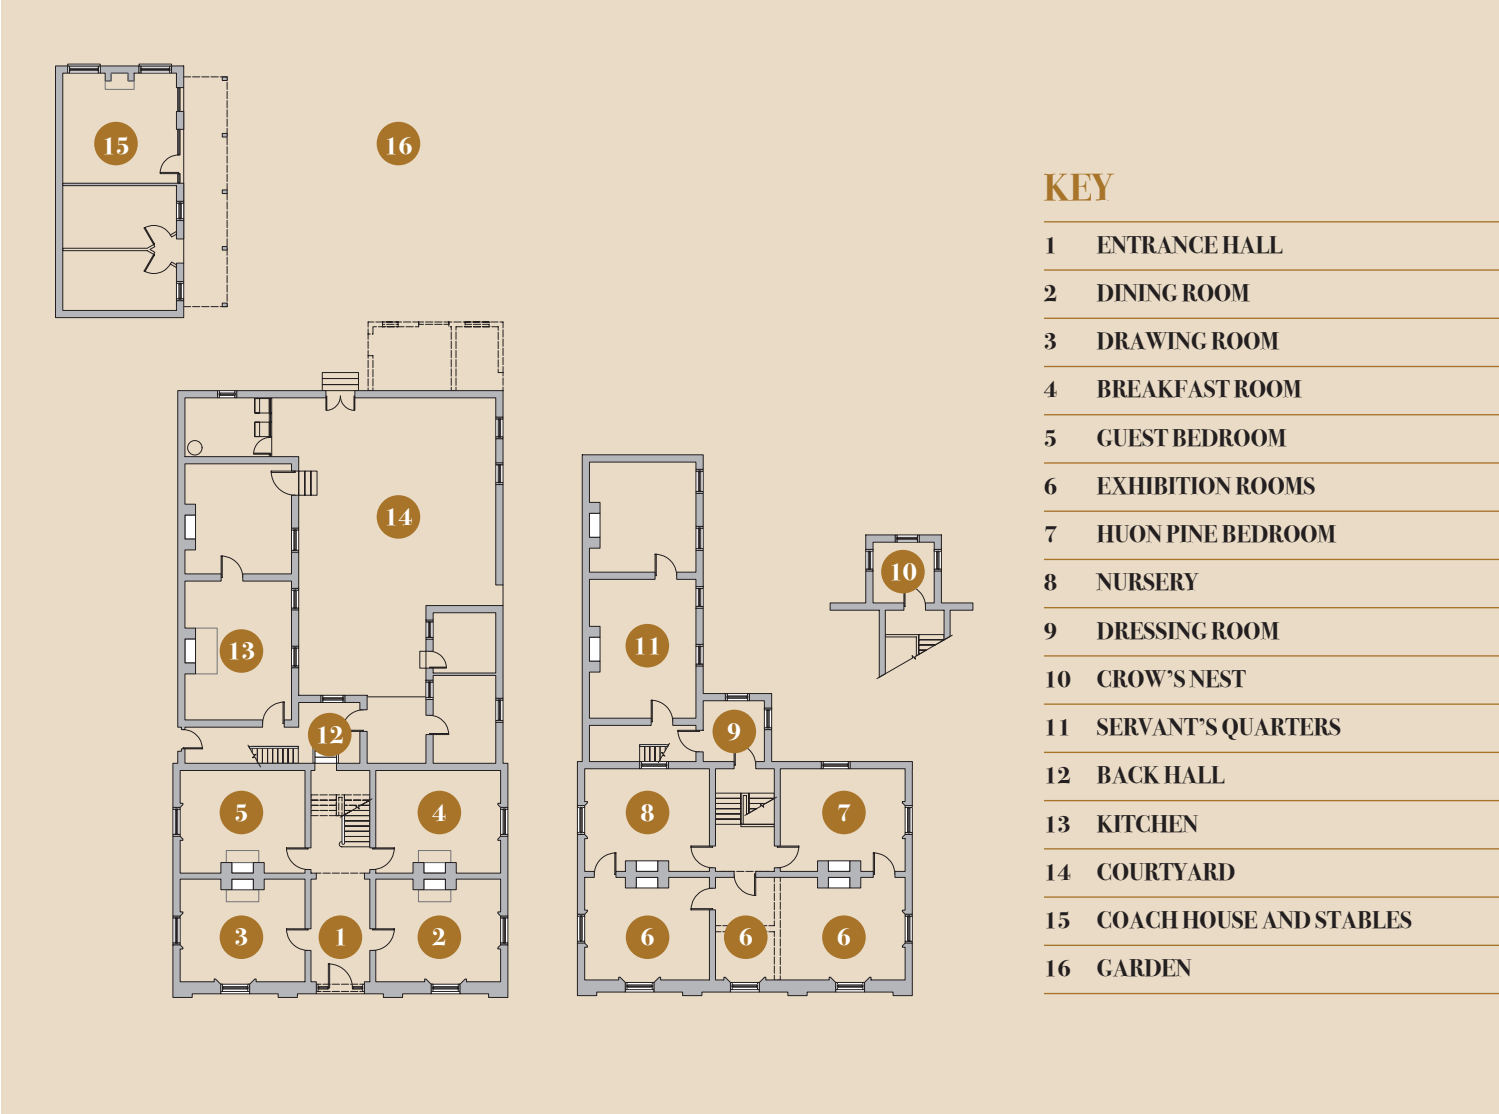 15
16
14
13
12
5
4
3
1
2
11
9
8
7
6
6
6
10
KEY
1 ENTRANCE HALL
2 DINING ROOM
3 DRAWING ROOM
4 BREAKFAST ROOM
5 GUEST BEDROOM
6 EXHIBITION ROOMS
7 HUON PINE BEDROOM
8 NURSERY
9 DRESSING ROOM
10 CROW'S NEST
11 SERVANT'S QUARTERS
12 BACK HALL
13 KITCHEN
14 COURTYARD
15 COACH HOUSE AND STABLES
16 GARDEN